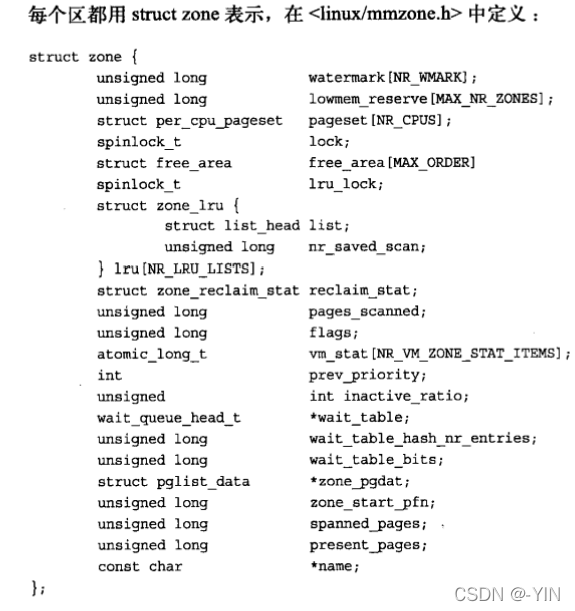 每个区都用 struct zone 表示，在 <linux/mmzone.h> 中定义：
struct zone {
unsigned long watermark[NR_WMARK];
unsigned long lowmem_reserve[MAX_NR_ZONES];
struct per_cpu_pageset pageset[NR_CPUS];
spinlock_t lock;
struct free_area free_area[MAX_ORDER]
spinlock_t lru_lock;
struct zone_lru {
struct list_head list;
unsigned long nr_saved_scan;
} lru[NR_LRU_LISTS];
struct zone_reclaim_stat reclaim_stat;
unsigned long pages_scanned;
unsigned long flags;
atomic_long_t vm_stat[NR_VM_ZONE_STAT_ITEMS];
int prev_priority;
unsigned int inactive_ratio;
wait_queue_head_t *wait_table;
unsigned long wait_table_hash_nr_entries;
unsigned long wait_table_bits;
struct pglist_data *zone_pgdat;
unsigned long zone_start_pfn;
unsigned long spanned_pages;
unsigned long present_pages;
const char *name;
};
CSDN @-YIN